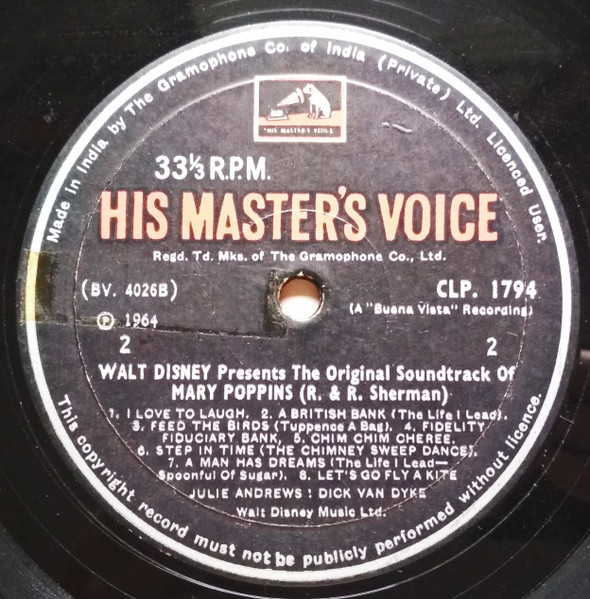 Made in India by The Gramophone Co. of India (Private) Ltd. Licenced User.
"HIS MASTER'S VOICE"
33⅓ R.P.M.
HIS MASTER'S VOICE
Regd. Td. Mks. of The Gramophone Co., Ltd.
(BV. 4026B)
CLP. 1794
(A "Buena Vista" Recording)
Ⓟ 1964
2
2
WALT DISNEY Presents The Original Soundtrack Of
MARY POPPINS (R. & R. Sherman)
1. I LOVE TO LAUGH. 2. A BRITISH BANK (The Life I Lead).
3. FEED THE BIRDS (Tuppence A Bag). 4. FIDELITY
FIDUCIARY BANK, 5. CHIM CHIM CHEREE.
6. STEP IN TIME (THE CHIMNEY SWEEP DANCE).
7. A MAN HAS DREAMS (The Life I Lead—
Spoonful Of Sugar). 8. LET'S GO FLY A KITE
JULIE ANDREWS : DICK VAN DYKE
Walt Disney Music Ltd.
This copyright record must not be publicly performed without licence.